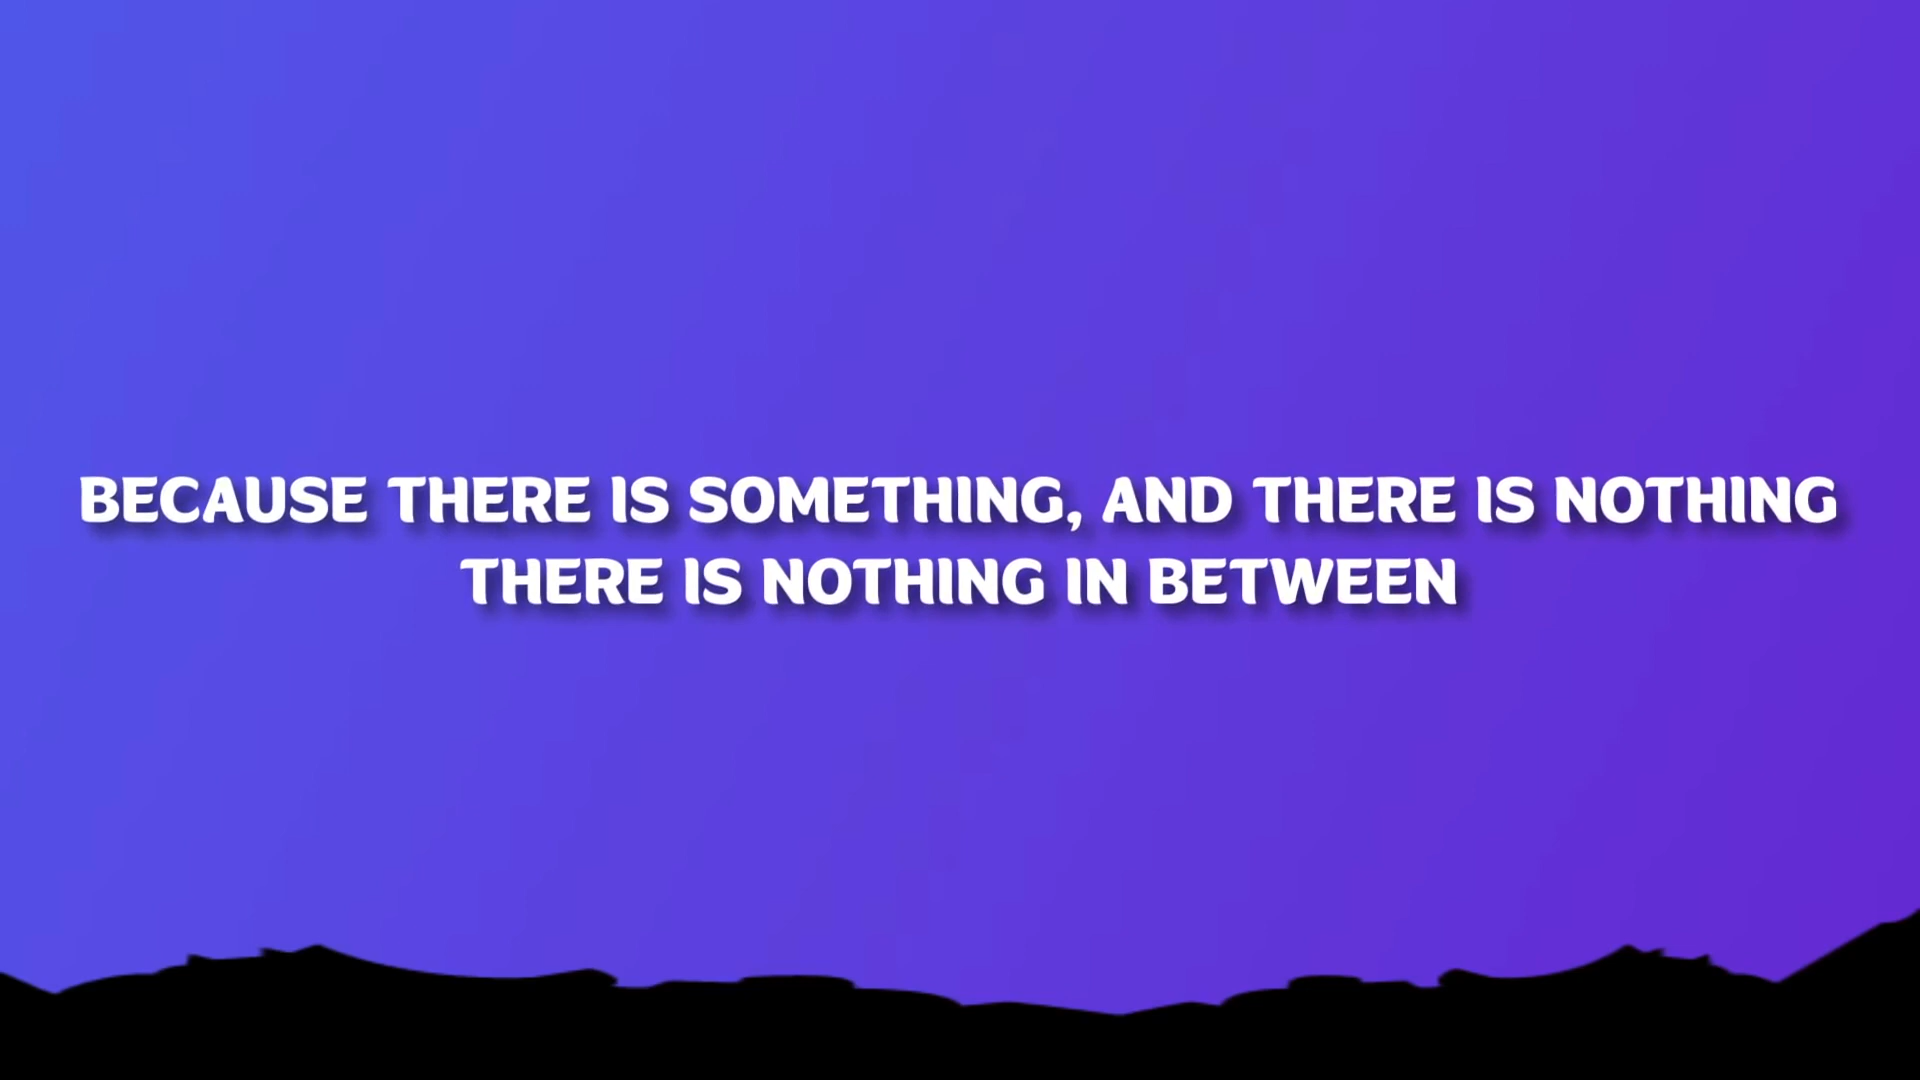 BECAUSE THERE IS SOMETHING, AND THERE IS NOTHING
THERE IS NOTHING IN BETWEEN